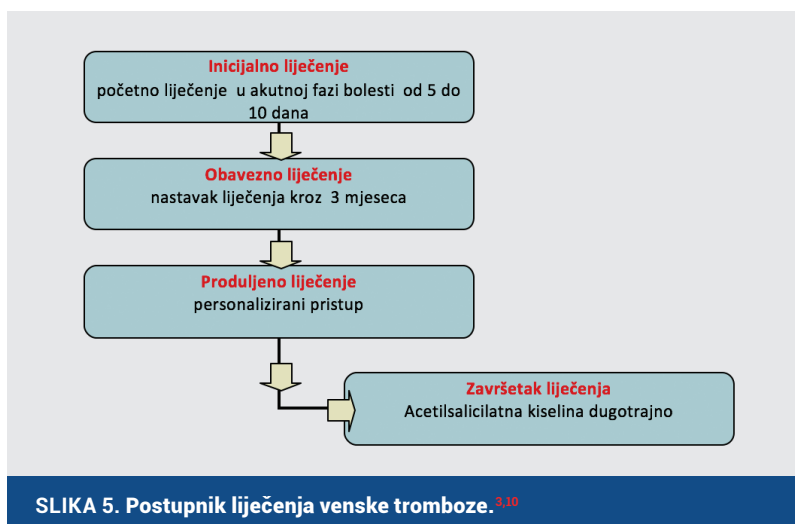 Inicijalno liječenje
početno liječenje u akutnoj fazi bolesti od 5 do
10 dana
Obavezno liječenje
nastavak liječenja kroz 3 mjeseca
Produljeno liječenje
personalizirani pristup
Završetak liječenja
Acetilsalicilatna kiselina dugotrajno
SLIKA 5. Postupnik liječenja venske tromboze.3,10